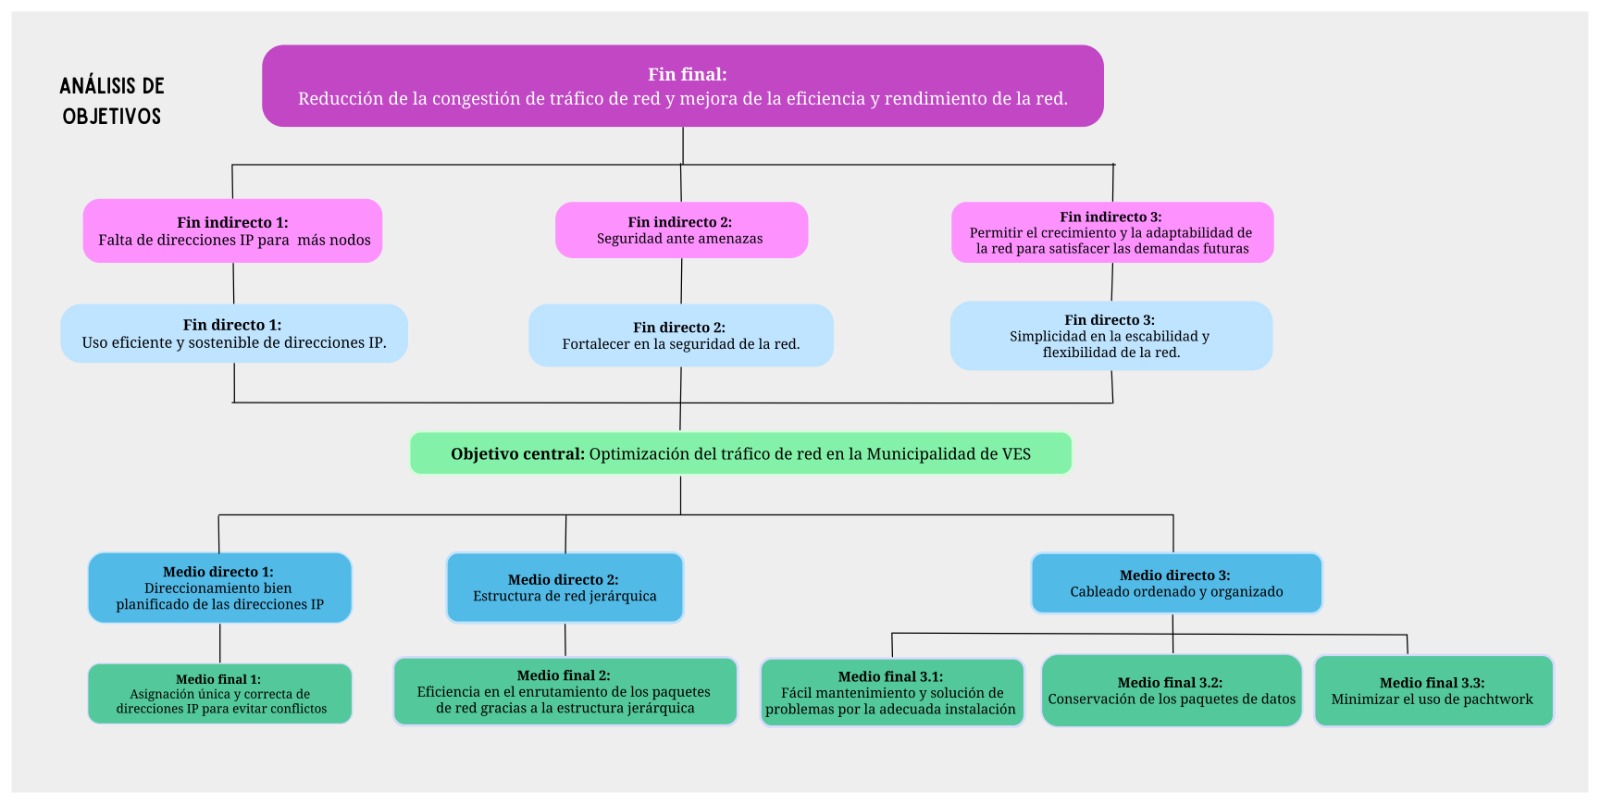 ANÁLISIS DE
OBJETIVOS
Fin final:
Reducción de la congestión de tráfico de red y mejora de la eficiencia y rendimiento de la red.
Fin indirecto 1:
Falta de direcciones IP para más nodos
Fin indirecto 2:
Seguridad ante amenazas
Fin indirecto 3:
Permitir el crecimiento y la adaptabilidad de
la red para satisfacer las demandas futuras
Fin directo 1:
Uso eficiente y sostenible de direcciones IP.
Fin directo 2:
Fortalecer en la seguridad de la red.
Fin directo 3:
Simplicidad en la escabilidad y
flexibilidad de la red.
Objetivo central: Optimización del tráfico de red en la Municipalidad de VES
Medio directo 1:
Direccionamiento bien
planificado de las direcciones IP
Medio directo 2:
Estructura de red jerárquica
Medio directo 3:
Cableado ordenado y organizado
Medio final 1:
Asignación única y correcta de
direcciones IP para evitar conflictos
Medio final 2:
Eficiencia en el enrutamiento de los paquetes
de red gracias a la estructura jerárquica
Medio final 3.1:
Fácil mantenimiento y solución de
problemas por la adecuada instalación
Medio final 3.2:
Conservación de los paquetes de datos
Medio final 3.3:
Minimizar el uso de pachtwork